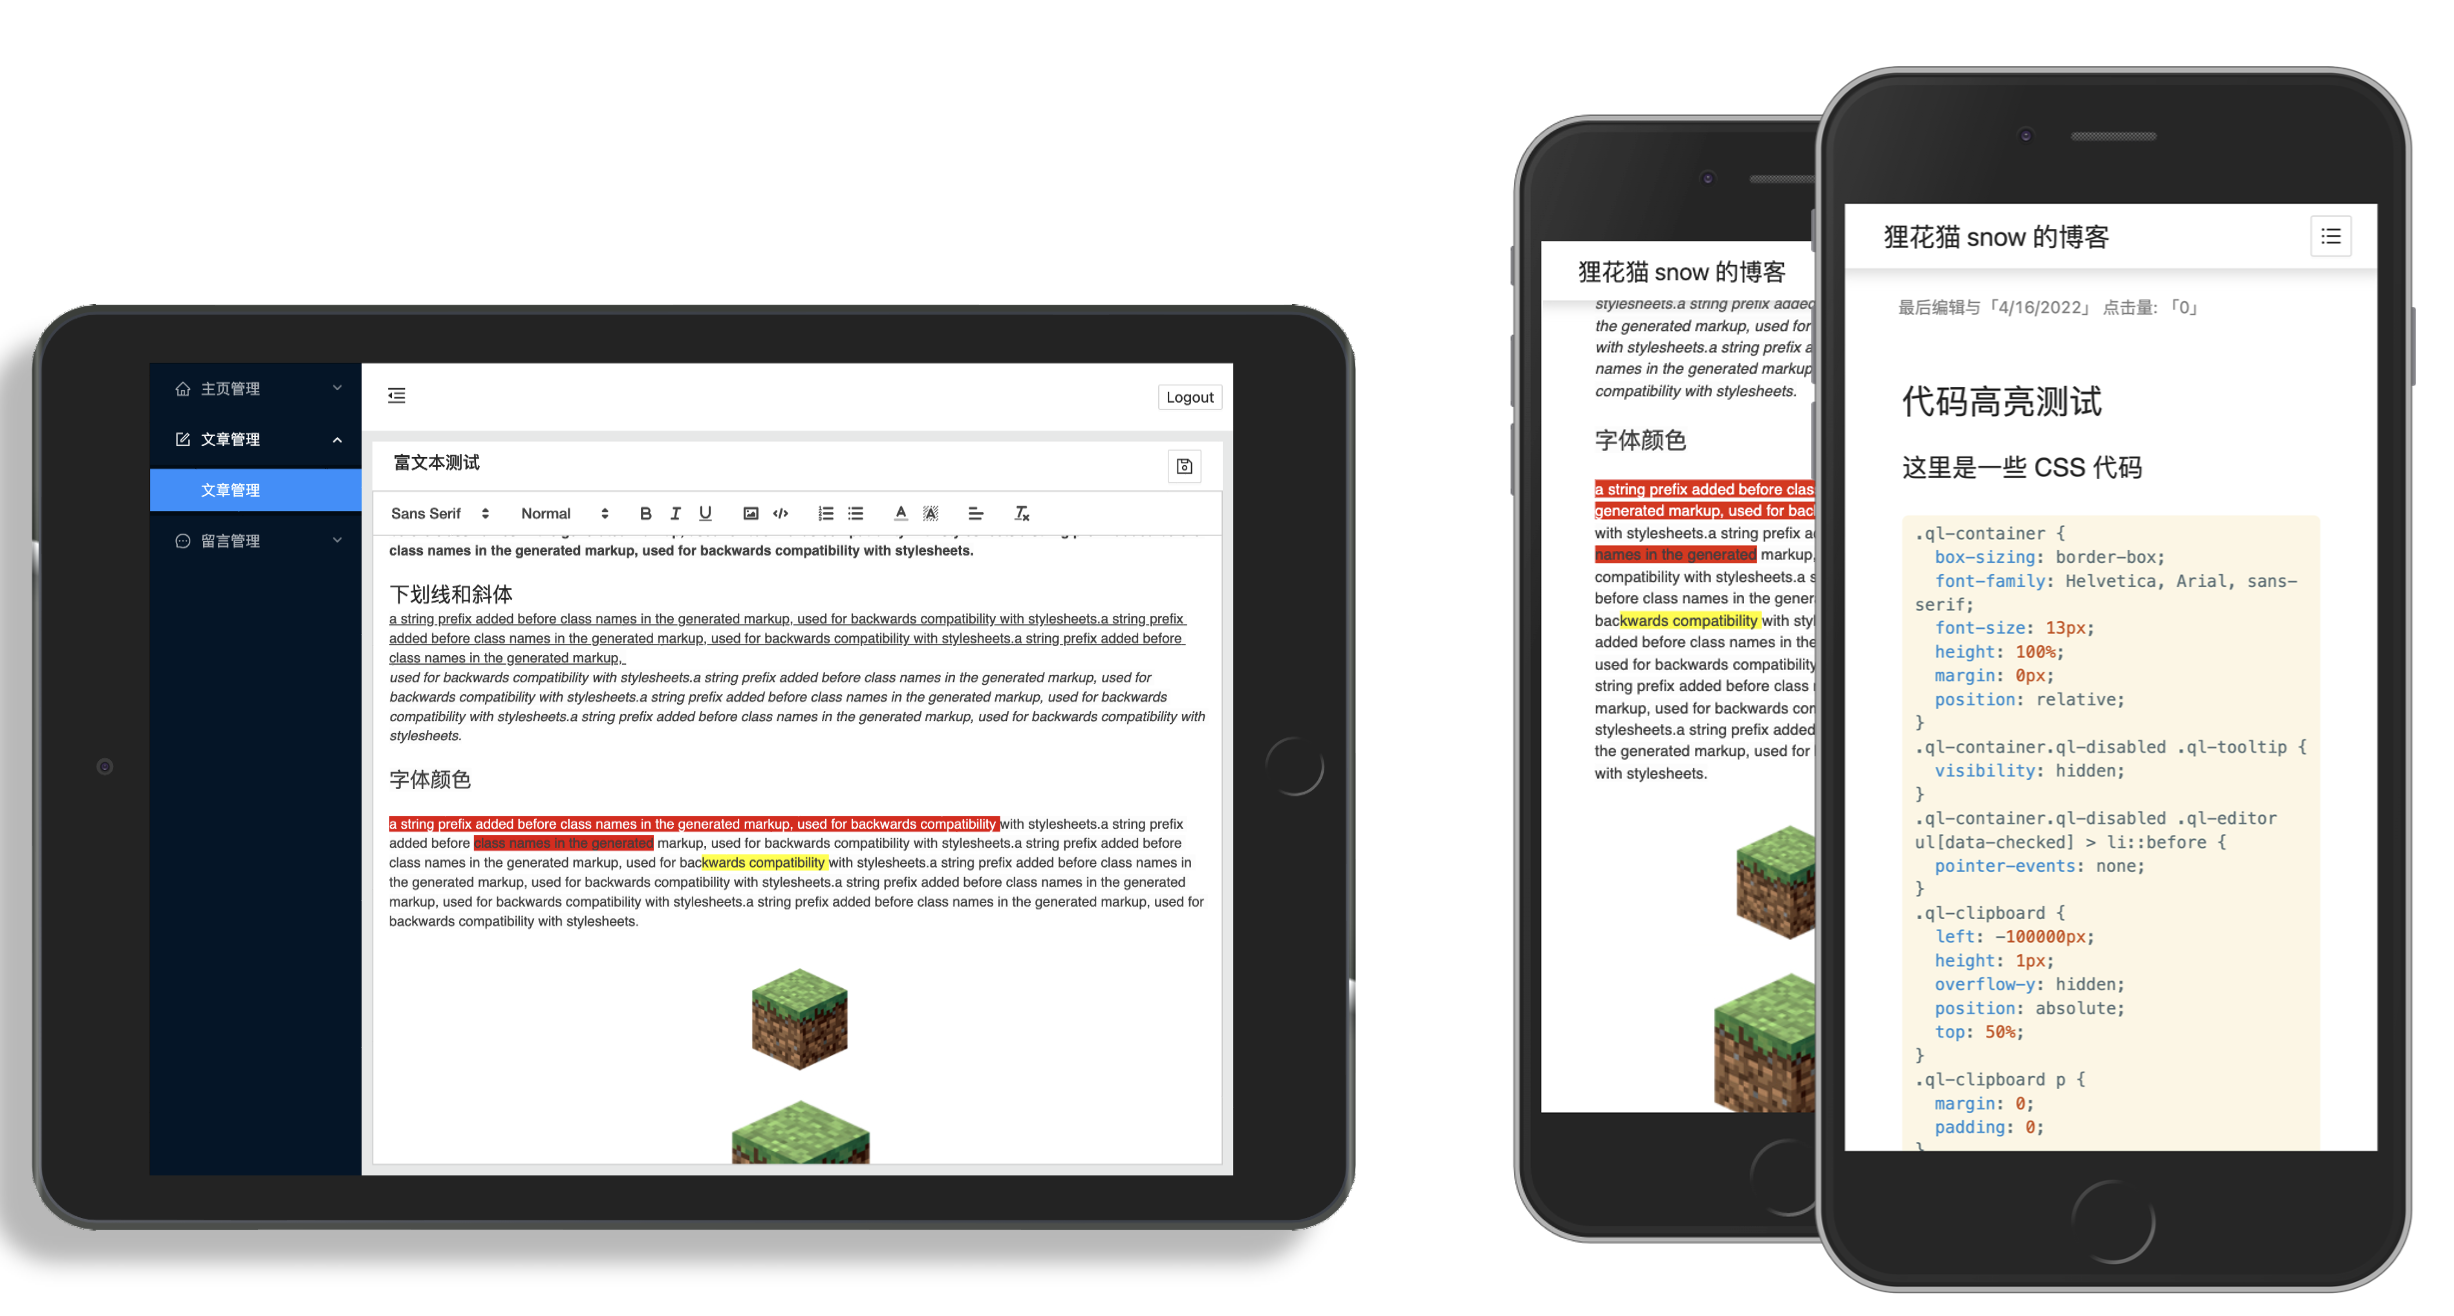 主页管理
文章管理
文章管理
留言管理
Logout
富文本测试
Sans Serif Normal B I U
class names in the generated markup, used for backwards compatibility with stylesheets.
下划线和斜体
a string prefix added before class names in the generated markup, used for backwards compatibility with stylesheets.a string prefix
added before class names in the generated markup, used for backwards compatibility with stylesheets.a string prefix added before
class names in the generated markup,
used for backwards compatibility with stylesheets.a string prefix added before class names in the generated markup, used for
backwards compatibility with stylesheets.a string prefix added before class names in the generated markup, used for backwards
compatibility with stylesheets.a string prefix added before class names in the generated markup, used for backwards compatibility with
stylesheets.
字体颜色
a string prefix added before class names in the generated markup, used for backwards compatibility with stylesheets.a string prefix
added before class names in the generated markup, used for backwards compatibility with stylesheets.a string prefix added before
class names in the generated markup, used for backwards compatibility with stylesheets.a string prefix added before class names in
the generated markup, used for backwards compatibility with stylesheets.a string prefix added before class names in the generated
markup, used for backwards compatibility with stylesheets.a string prefix added before class names in the generated markup, used for
backwards compatibility with stylesheets.
狸花猫 snow 的博客
stylesheets.a string prefix added
the generated markup, used for
with stylesheets.a string prefix a
names in the generated markup
compatibility with stylesheets.
字体颜色
a string prefix added before clas
generated markup, used for bac
with stylesheets.a string prefix a
names in the generated markup,
compatibility with stylesheets.a s
before class names in the gener
backwards compatibility with styl
added before class names in the
used for backwards compatibility
string prefix added before class
markup, used for backwards con
stylesheets.a string prefix added
the generated markup, used for
with stylesheets.
狸花猫 snow 的博客
最后编辑与「4/16/2022」 点击量: 「0」
代码高亮测试
这里是一些 CSS 代码
.ql-container {
box-sizing: border-box;
font-family: Helvetica, Arial, sans-
serif;
font-size: 13px;
height: 100%;
margin: 0px;
position: relative;
}
.ql-container.ql-disabled .ql-tooltip {
visibility: hidden;
}
.ql-container.ql-disabled .ql-editor
ul[data-checked] > li::before {
pointer-events: none;
}
.ql-clipboard {
left: -100000px;
height: 1px;
overflow-y: hidden;
position: absolute;
top: 50%;
}
.ql-clipboard p {
margin: 0;
padding: 0;
}